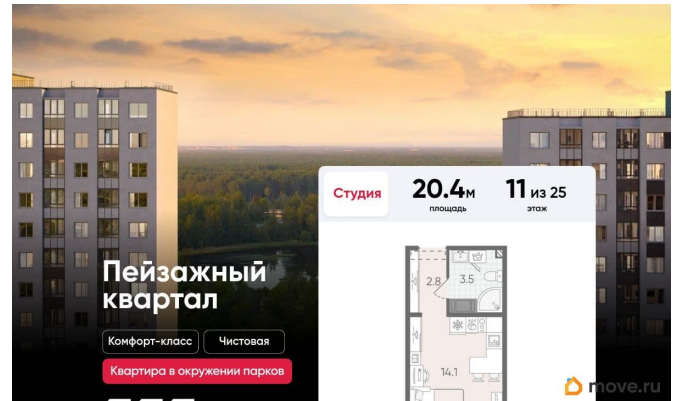 Студия
20.4м
площадь
11 из 25
этаж
Пейзажный
квартал
2.8
3.5
Комфорт-класс
Чистовая
Квартира в окружении парков
14.1
move.ru